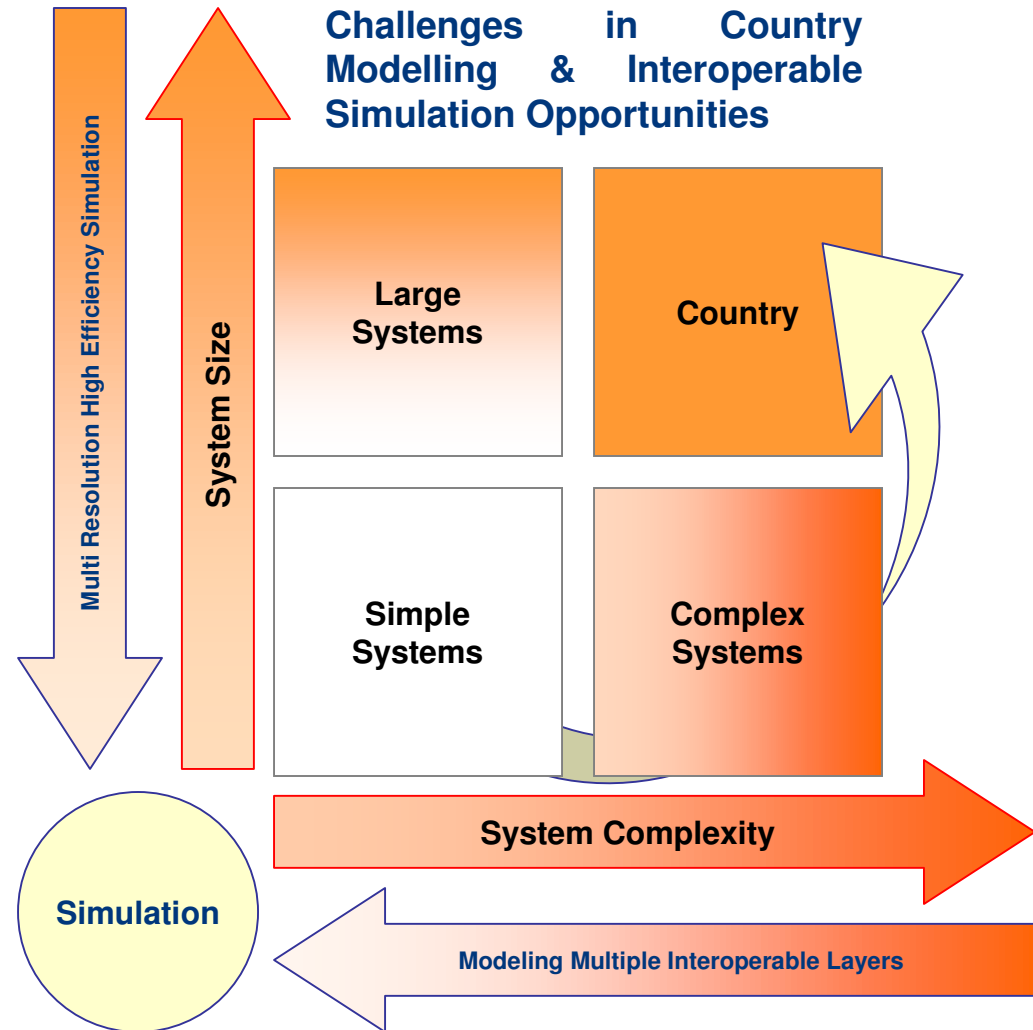 Challenges in Country
Modelling & Interoperable
Simulation Opportunities
Multi Resolution High Efficiency Simulation
System Size
Large
Systems
Country
Simple
Systems
Complex
Systems
System Complexity
Simulation
Modeling Multiple Interoperable Layers